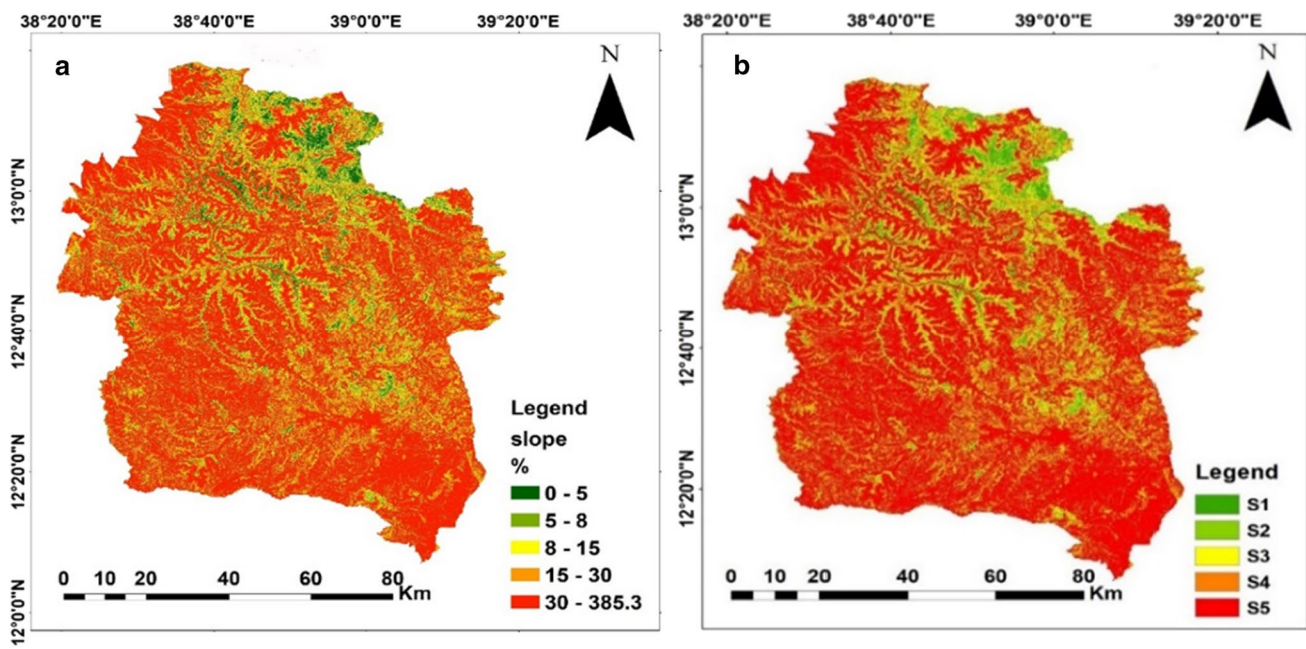 38°20'0"E 38°40'0"E 39°0'0"E 39°20'0"E
a
N
13°0'0"N
12°40'0"N
12°20'0"N
12°0'0"N
Legend
slope
%
0 - 5
5 - 8
8 - 15
15 - 30
30 - 385.3
0 10 20 40 60 80
Km
38°20'0"E 38°40'0"E 39°0'0"E 39°20'0"E
b
N
13°0'0"N
12°40'0"N
12°20'0"N
Legend
S1
S2
S3
S4
S5
0 10 20 40 60 80
Km